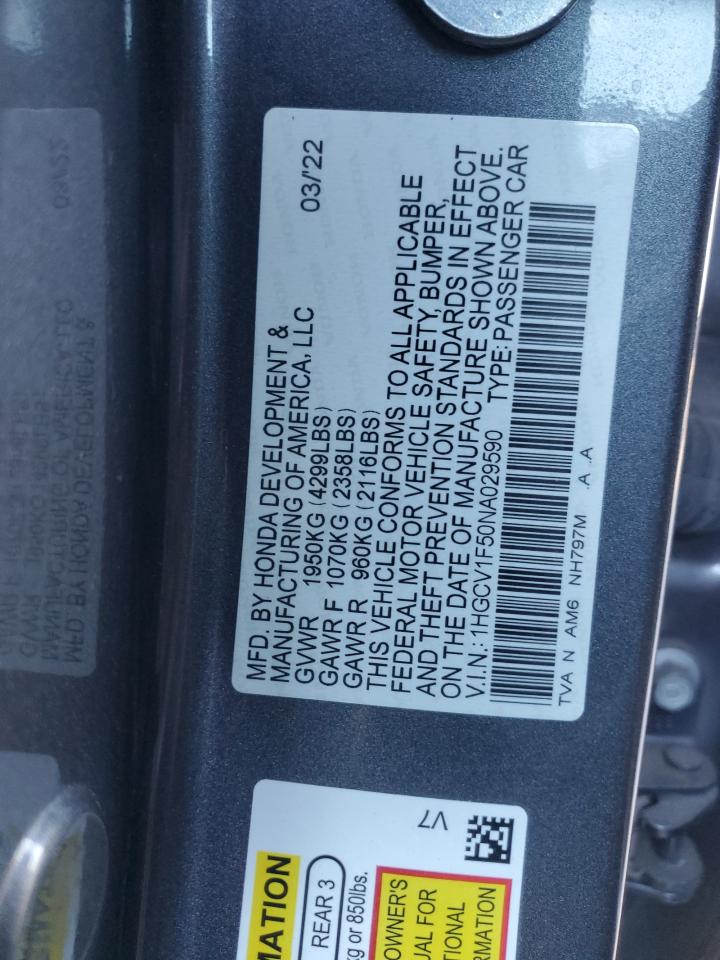 MFD. BY HONDA DEVELOPMENT &
MANUFACTURING OF AMERICA, LLC 03/'22
GVWR 1950KG (4299LBS)
GAWR F 1070KG (2358LBS)
GAWR R 960KG (2116LBS)
THIS VEHICLE CONFORMS TO ALL APPLICABLE
FEDERAL MOTOR VEHICLE SAFETY, BUMPER,
AND THEFT PREVENTION STANDARDS IN EFFECT
ON THE DATE OF MANUFACTURE SHOWN ABOVE.
V.I.N.: 1HGCV1F50NA029590 TYPE: PASSENGER CAR
TVA N AM6 NH797M .A .A
V7
MATION
REAR 3
kg or 850lbs.
OWNER'S
UAL FOR
TIONAL
RMATION